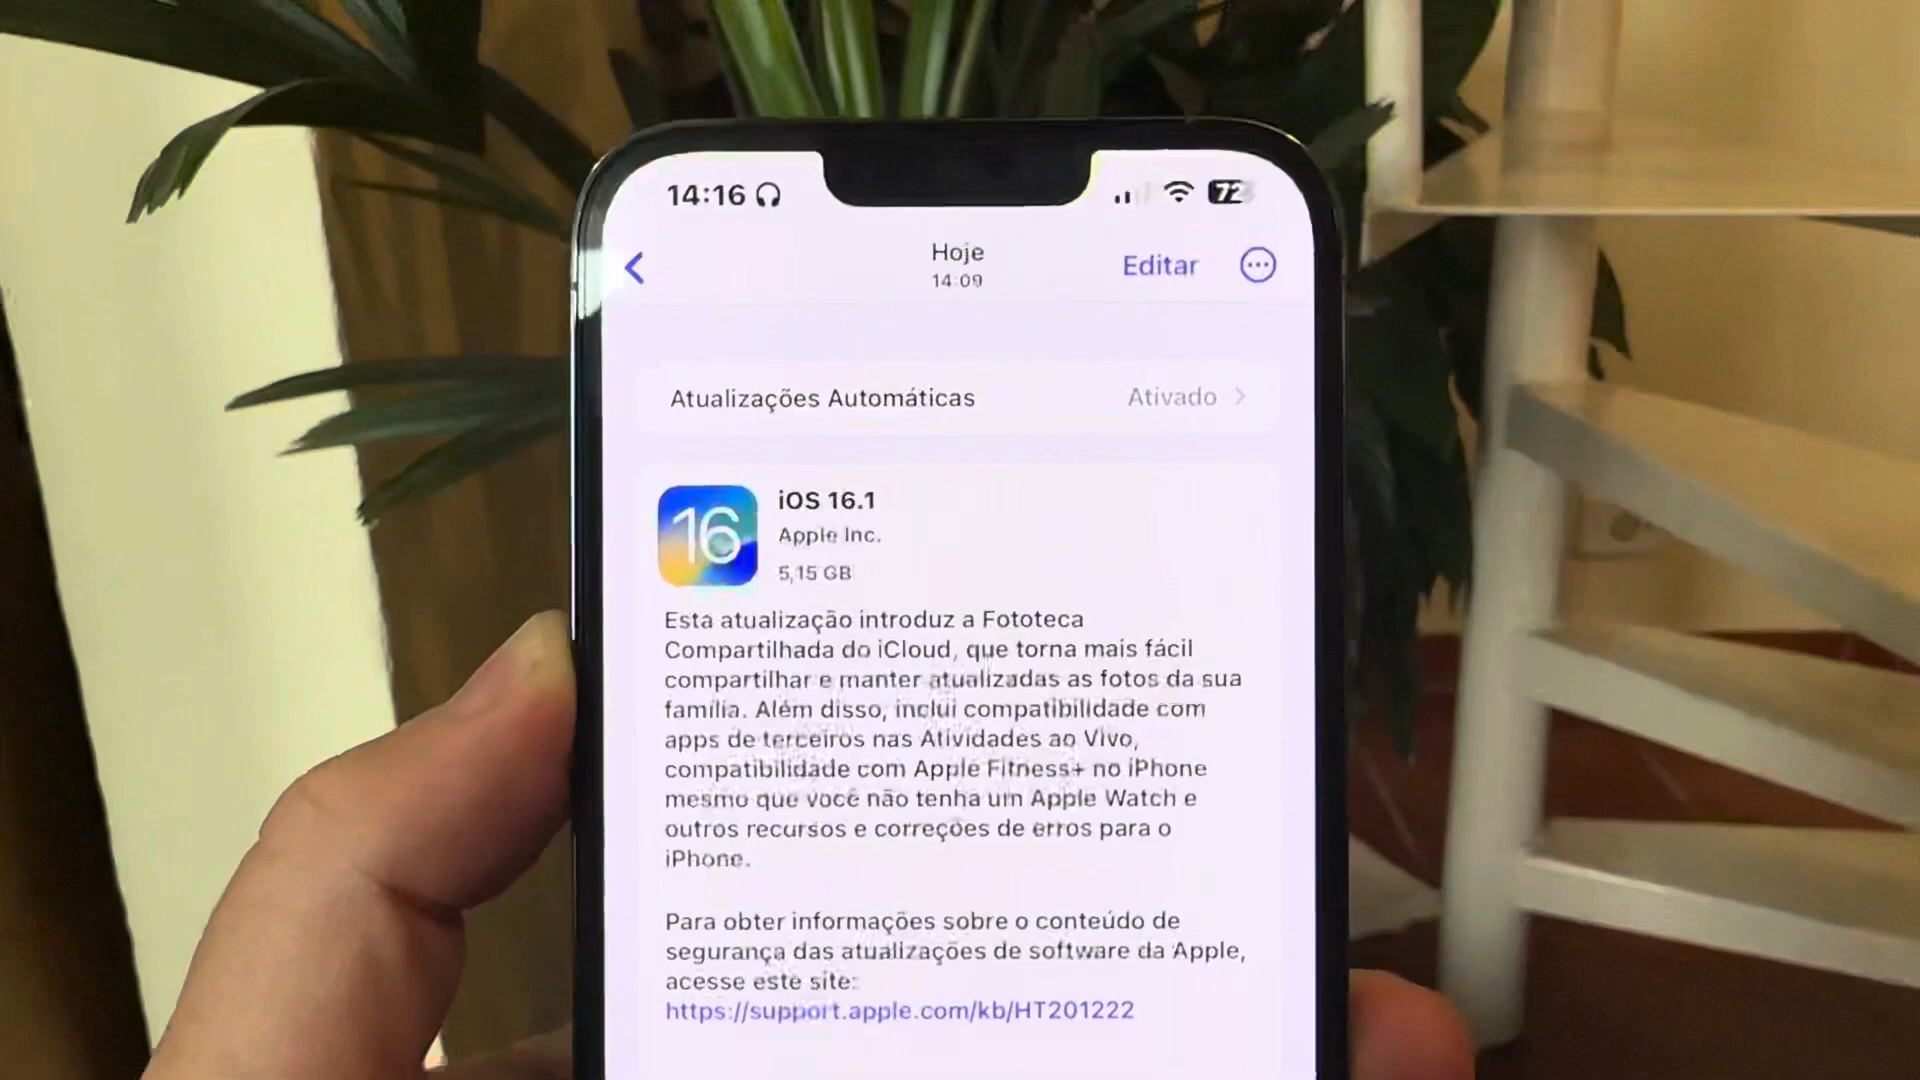 14:16
72
Hoje
14:09
Editar
Atualizações Automáticas
Ativado
16
iOS 16.1
Apple Inc.
5,15 GB
Esta atualização introduz a Fototeca
Compartilhada do iCloud, que torna mais fácil
compartilhar e manter atualizadas as fotos da sua
família. Além disso, inclui compatibilidade com
apps de terceiros nas Atividades ao Vivo,
compatibilidade com Apple Fitness+ no iPhone
mesmo que você não tenha um Apple Watch e
outros recursos e correções de erros para o
iPhone.
Para obter informações sobre o conteúdo de
segurança das atualizações de software da Apple,
acesse este site:
https://support.apple.com/kb/HT201222